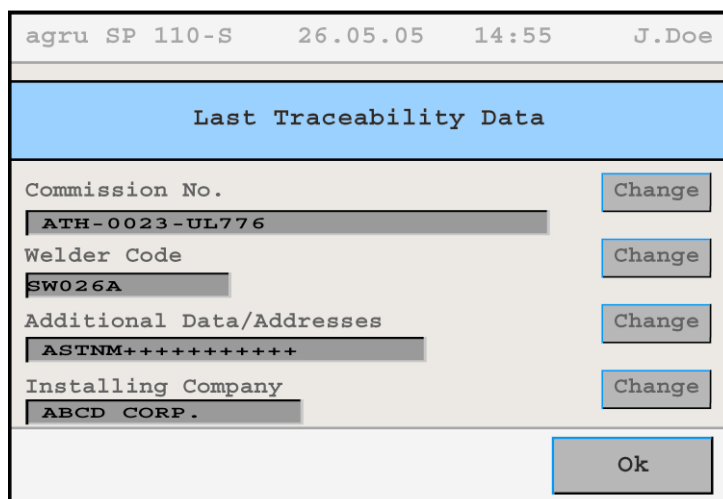 agru SP 110-S 26.05.05 14:55 J.Doe
Last Traceability Data
Commission No. Change
ATH-0023-UL776
Welder Code Change
SW026A
Additional Data/Addresses Change
ASTNM+++++++++++
Installing Company Change
ABCD CORP.
Ok